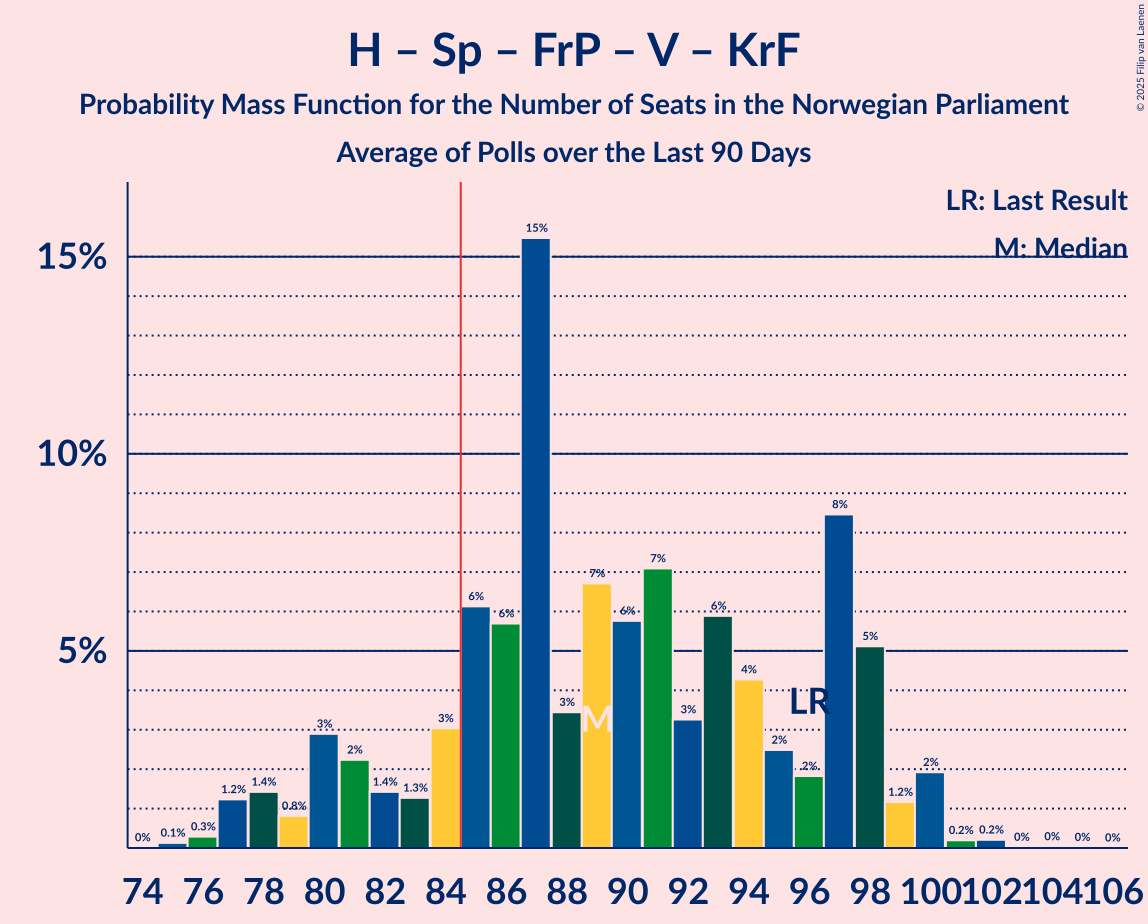 H – Sp – FrP – V – KrF
Probability Mass Function for the Number of Seats in the Norwegian Parliament
Average of Polls over the Last 90 Days
© 2025 Filip van Laenen
LR: Last Result
M: Median
15%
10%
5%
0% 0.1% 0.3% 1.2% 1.4% 0.8% 3% 2% 1.4% 1.3% 3% 6% 6% 15% 3% 7% 6% 7% 3% 6% 4% 2% 2% 8% 5% 1.2% 2% 0.2% 0.2% 0% 0% 0% 0%
M
LR
74 76 78 80 82 84 86 88 90 92 94 96 98 100 102 104 106